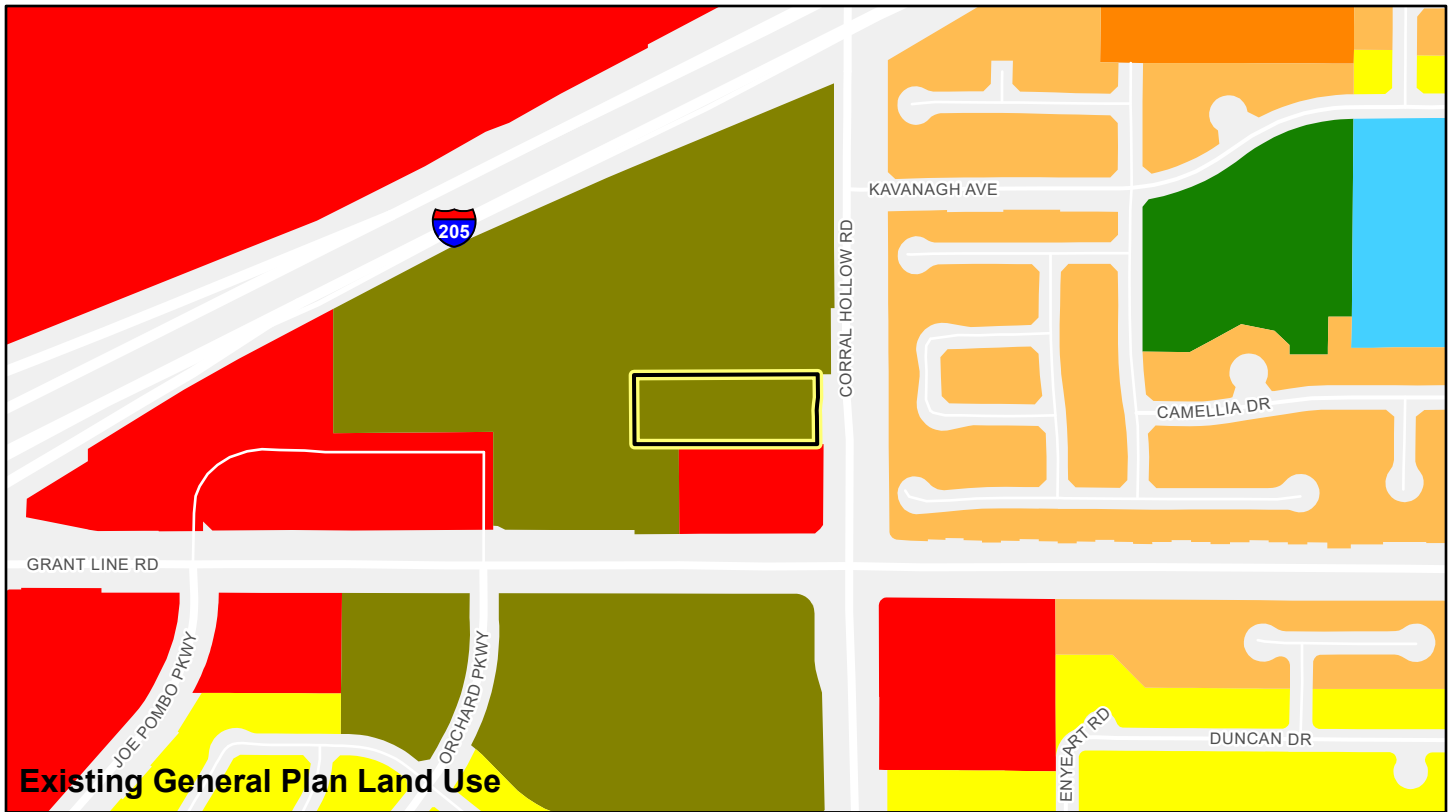 KAVANAGH AVE
205
CORRAL HOLLOW RD
CAMELLIA DR
GRANT LINE RD
JOE POMBO PKWY
ORCHARD PKWY
ENYEART RD
DUNCAN DR
Existing General Plan Land Use